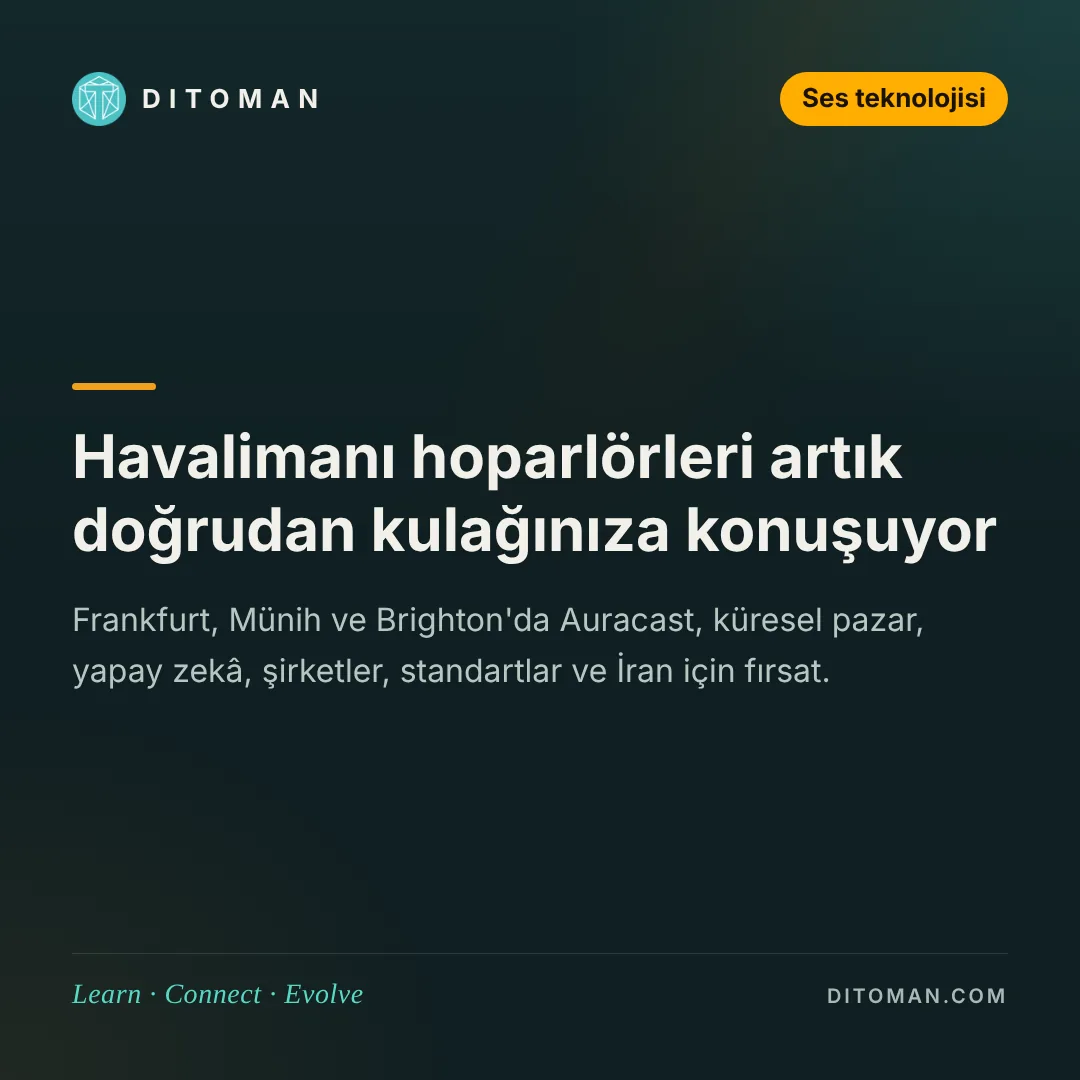 DITOMAN
Ses teknolojisi
Havalimanı hoparlörleri artık
doğrudan kulağınıza konuşuyor
Frankfurt, Münih ve Brighton'da Auracast, küresel pazar,
yapay zekâ, şirketler, standartlar ve İran için fırsat.
Learn · Connect · Evolve
DITOMAN.COM